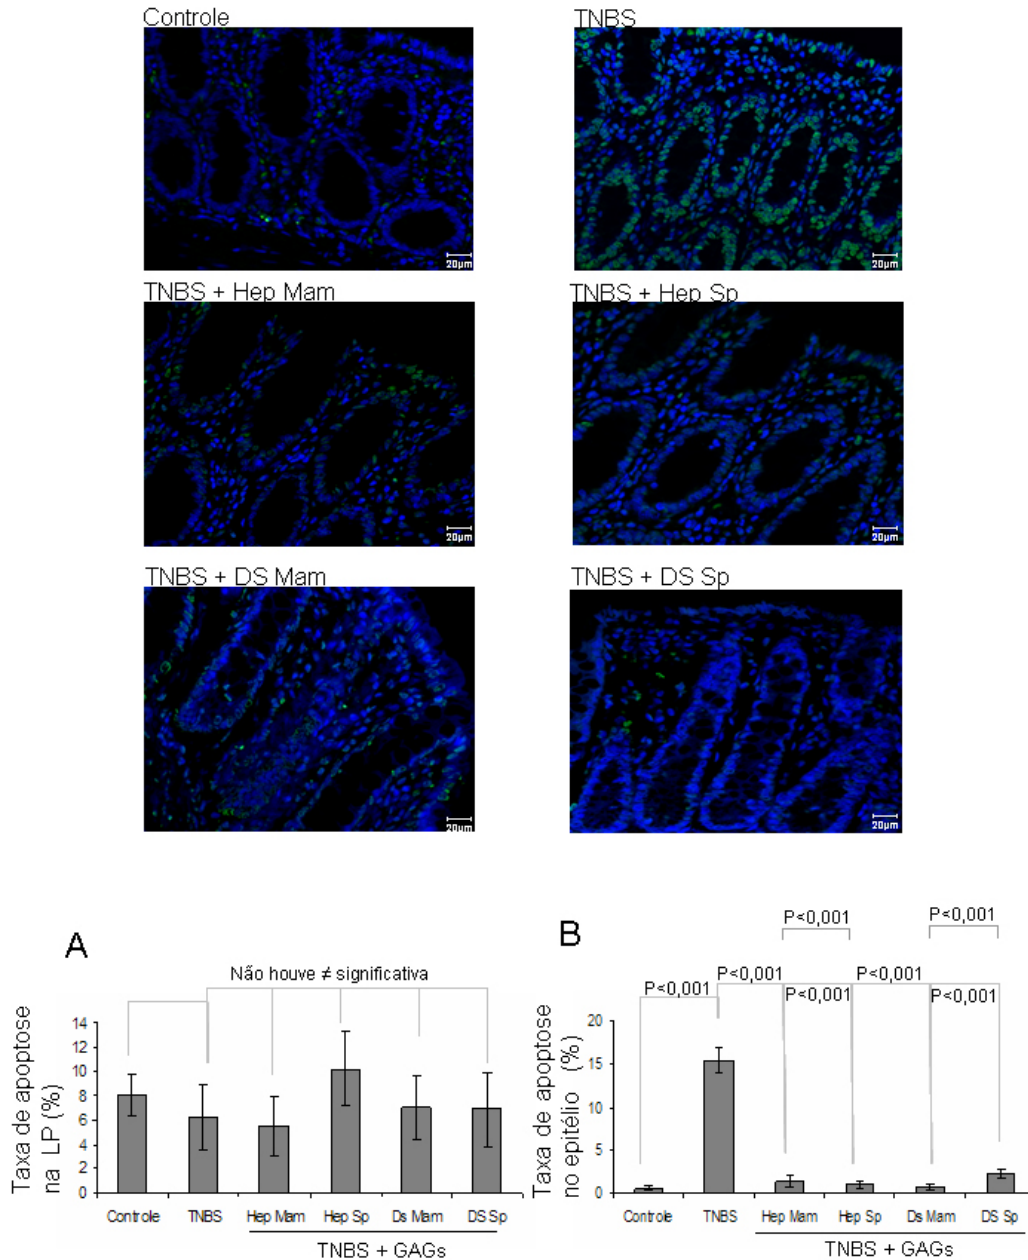 Controle
TNBS
20µm
20µm
TNBS + Hep Mam
TNBS + Hep Sp
20µm
20µm
TNBS + DS Mam
TNBS + DS Sp
20µm
20µm
A
Não houve ≠ significativa
Taxa de apoptose
na LP (%)
14
12
10
8
6
4
2
0
Controle
TNBS
Hep Mam
Hep Sp
Ds Mam
DS Sp
TNBS + GAGs
B
P<0,001
P<0,001
P<0,001
P<0,001
P<0,001
P<0,001
P<0,001
Taxa de apoptose
no epitélio (%)
20
15
10
5
0
Controle
TNBS
Hep Mam
Hep Sp
Ds Mam
DS Sp
TNBS + GAGs